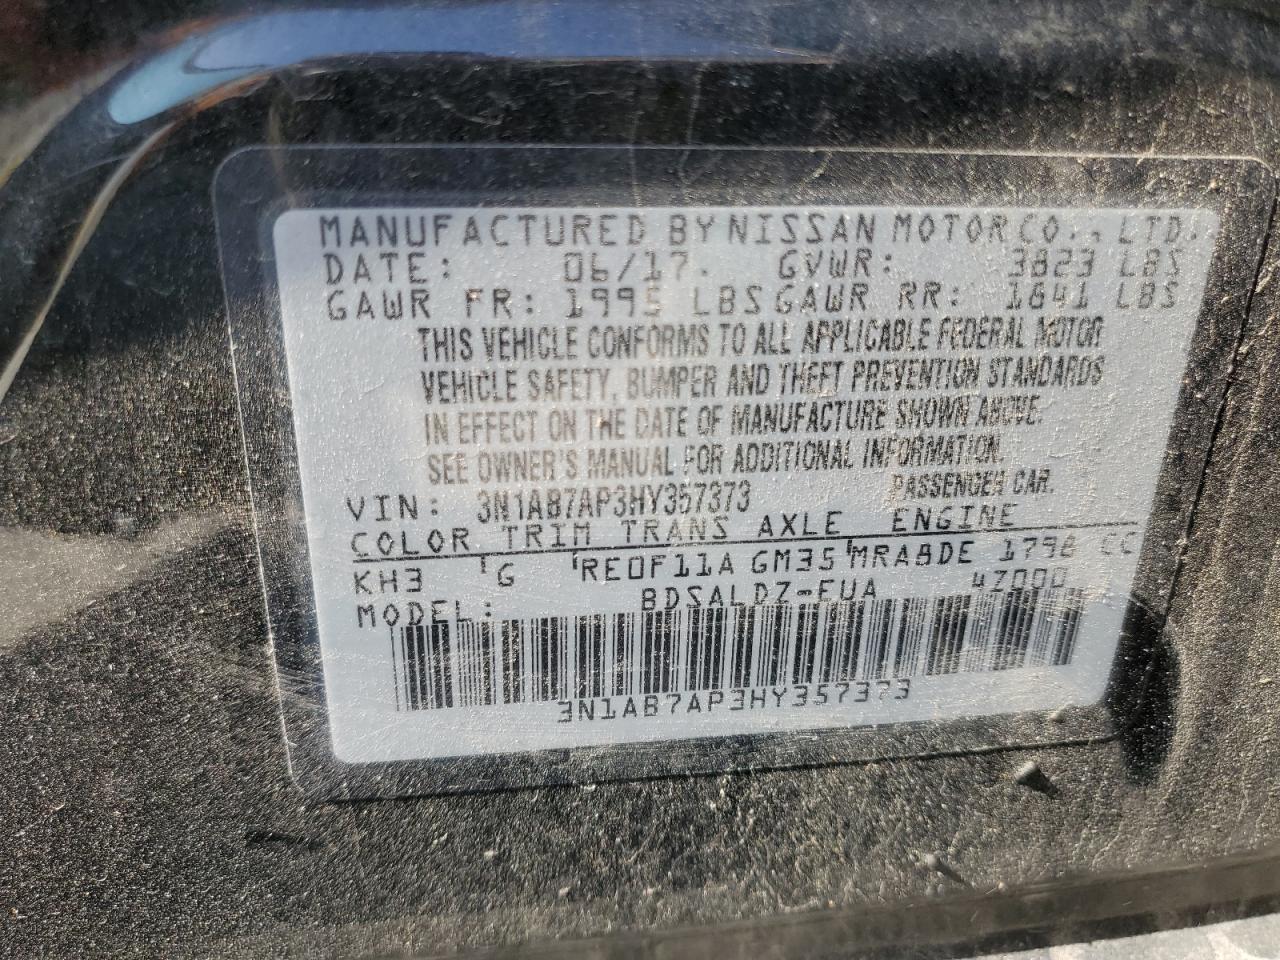 MANUFACTURED BY NISSAN MOTOR CO., LTD.
DATE: 06/17. GVWR: 3823 LBS
GAWR FR: 1995 LBS GAWR RR: 1841 LBS
THIS VEHICLE CONFORMS TO ALL APPLICABLE FEDERAL MOTOR
VEHICLE SAFETY, BUMPER AND THEFT PREVENTION STANDARDS
IN EFFECT ON THE DATE OF MANUFACTURE SHOWN ABOVE.
SEE OWNER'S MANUAL FOR ADDITIONAL INFORMATION.
VIN: 3N1AB7AP3HY357373 PASSENGER CAR.
COLOR TRIM TRANS AXLE ENGINE
KH3 'G 'RE0F11A GM35 'MRA8DE 1798 CC
MODEL: BDSALDZ-EUA 4Z000
3N1AB7AP3HY357373